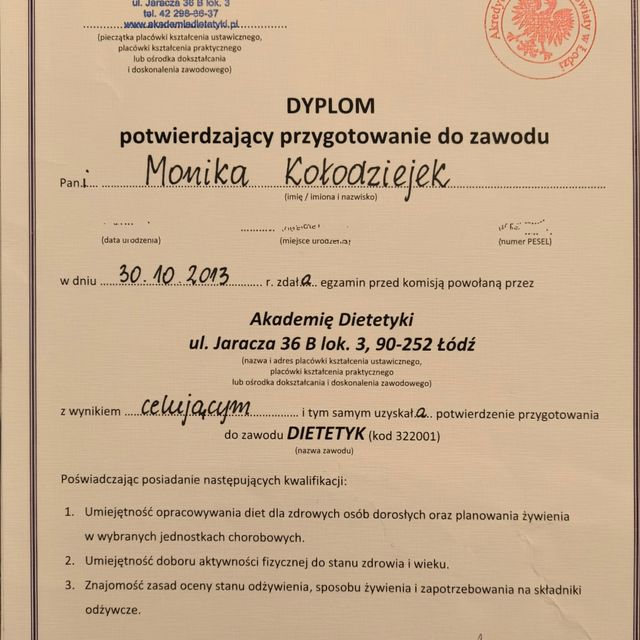 ul. Jaracza 36 B lok. 3
tel. 42 298-36-37
www.akademiadietetyki.pl
(pieczątka placówki kształcenia ustawicznego,
placówki kształcenia praktycznego
lub ośrodka dokształcania
i doskonalenia zawodowego)
DYPLOM
potwierdzający przygotowanie do zawodu
Pani Monika Kołodziejek
(imię / imiona i nazwisko)
(data urodzenia) (miejsce urodzenia) (numer PESEL)
w dniu 30.10.2013 r. zdała egzamin przed komisją powołaną przez
Akademię Dietetyki
ul. Jaracza 36 B lok. 3, 90-252 Łódź
(nazwa i adres placówki kształcenia ustawicznego,
placówki kształcenia praktycznego
lub ośrodka dokształcania i doskonalenia zawodowego)
z wynikiem celującym i tym samym uzyskała potwierdzenie przygotowania
do zawodu DIETETYK (kod 322001)
(nazwa zawodu)
Poświadczając posiadanie następujących kwalifikacji:
1. Umiejętność opracowywania diet dla zdrowych osób dorosłych oraz planowania żywienia
w wybranych jednostkach chorobowych.
2. Umiejętność doboru aktywności fizycznej do stanu zdrowia i wieku.
3. Znajomość zasad oceny stanu odżywienia, sposobu żywienia i zapotrzebowania na składniki
odżywcze.